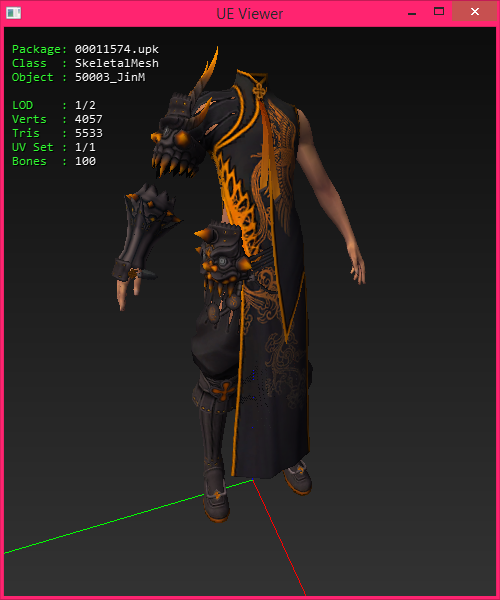 UE Viewer
Package: 00011574.upk
Class : SkeletalMesh
Object : 50003_JinM
LOD : 1/2
Verts : 4057
Tris : 5533
UV Set : 1/1
Bones : 100